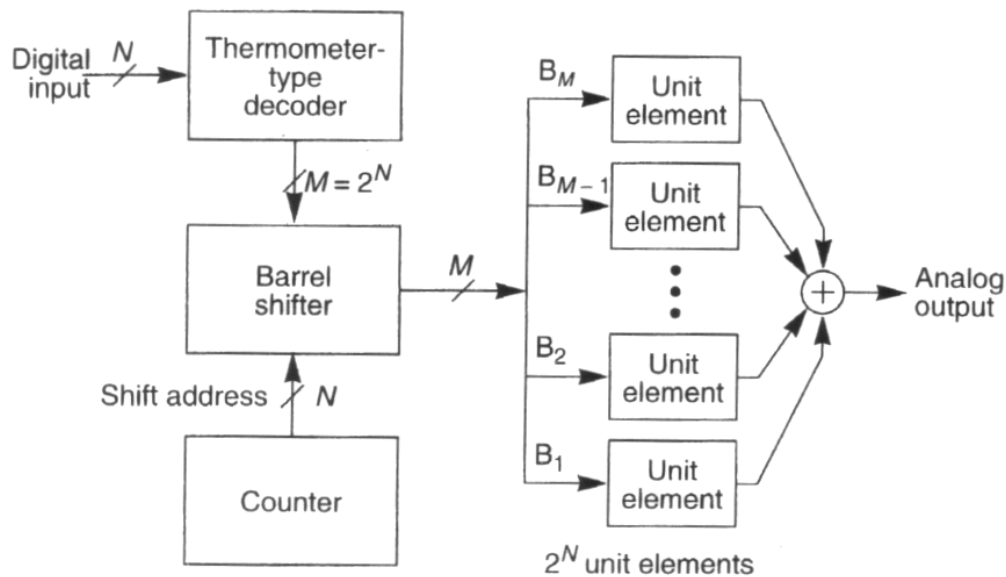 Digital
input
N
Thermometer-
type
decoder
M = 2^N
Barrel
shifter
M
Shift address
N
Counter
B_M
Unit
element
B_{M-1}
Unit
element
B_2
Unit
element
B_1
Unit
element
+
Analog
output
2^N unit elements